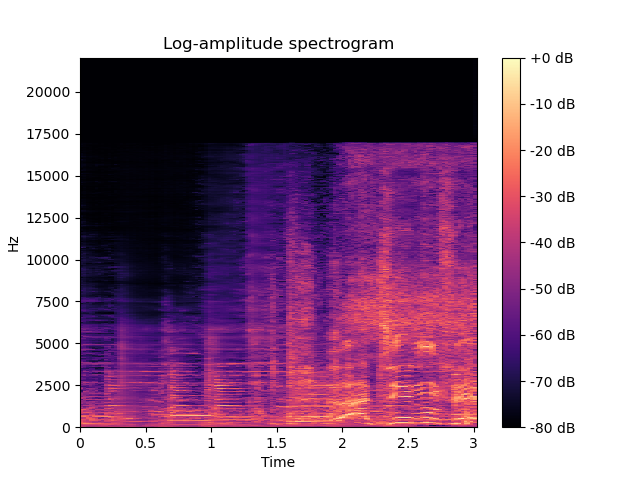 Log-amplitude spectrogram
+0 dB
-10 dB
-20 dB
-30 dB
-40 dB
-50 dB
-60 dB
-70 dB
-80 dB
20000
17500
15000
12500
10000
7500
5000
2500
0
Hz
0 0.5 1 1.5 2 2.5 3
Time